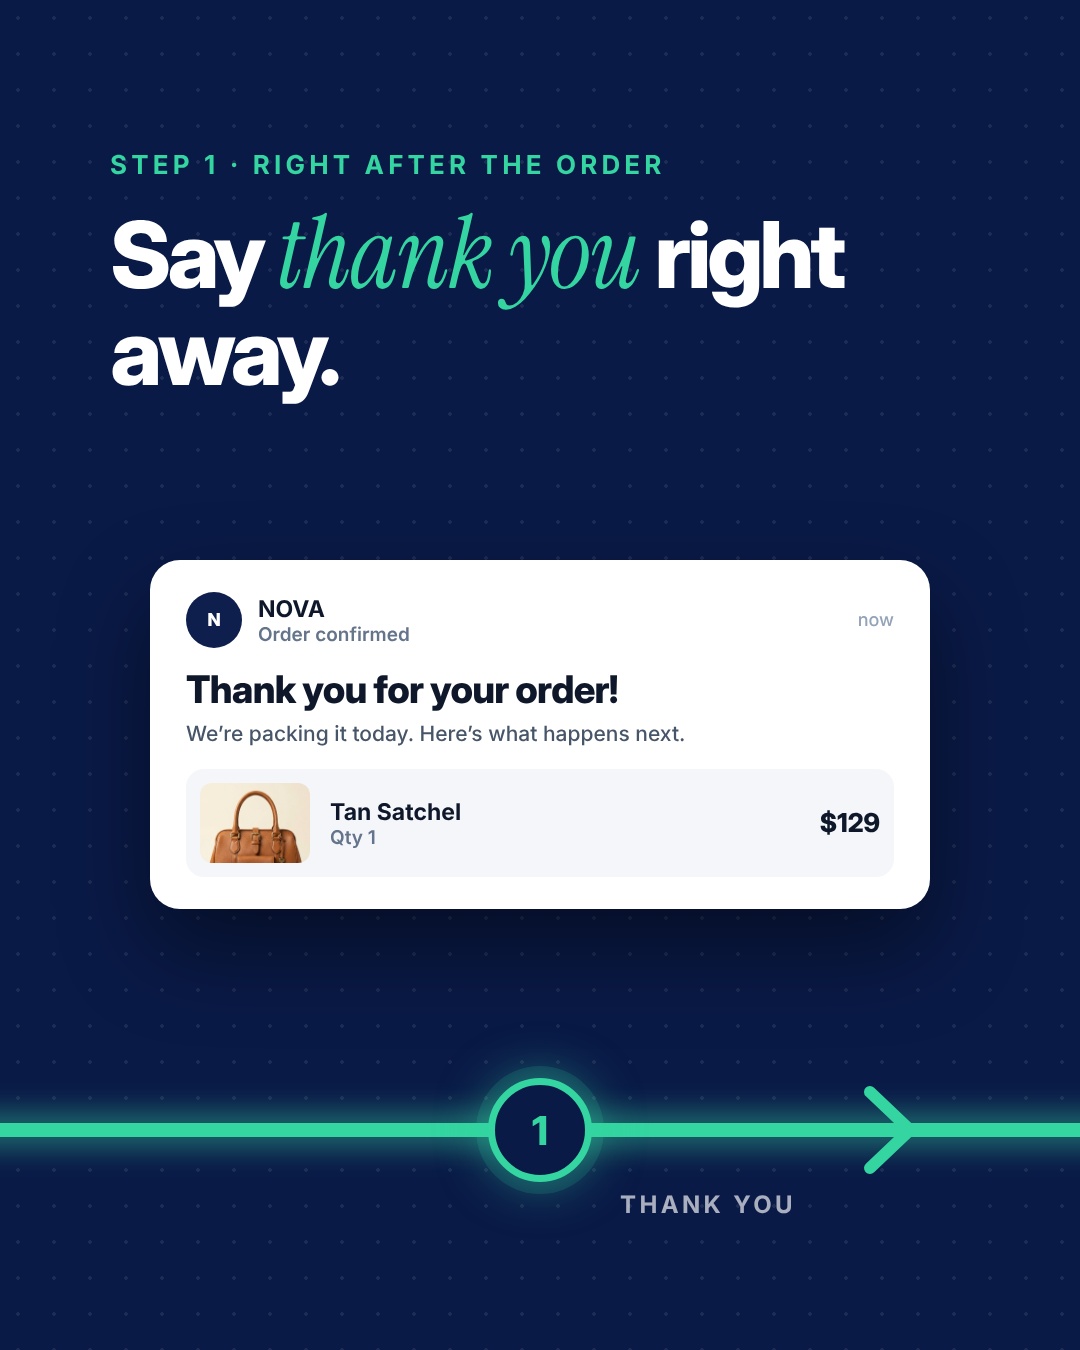 STEP 1 · RIGHT AFTER THE ORDER
Say thank you right
away.
N
NOVA
Order confirmed
now
Thank you for your order!
We’re packing it today. Here’s what happens next.
Tan Satchel
Qty 1
$129
1
THANK YOU